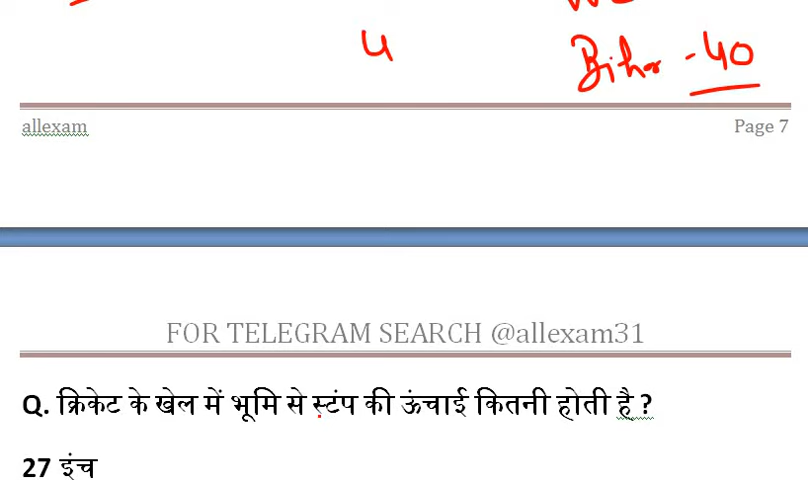 4
Bihar - 40
allexam
Page 7
FOR TELEGRAM SEARCH @allexam31
Q. क्रिकेट के खेल में भूमि से स्टंप की ऊंचाई कितनी होती है ?
27 इंच